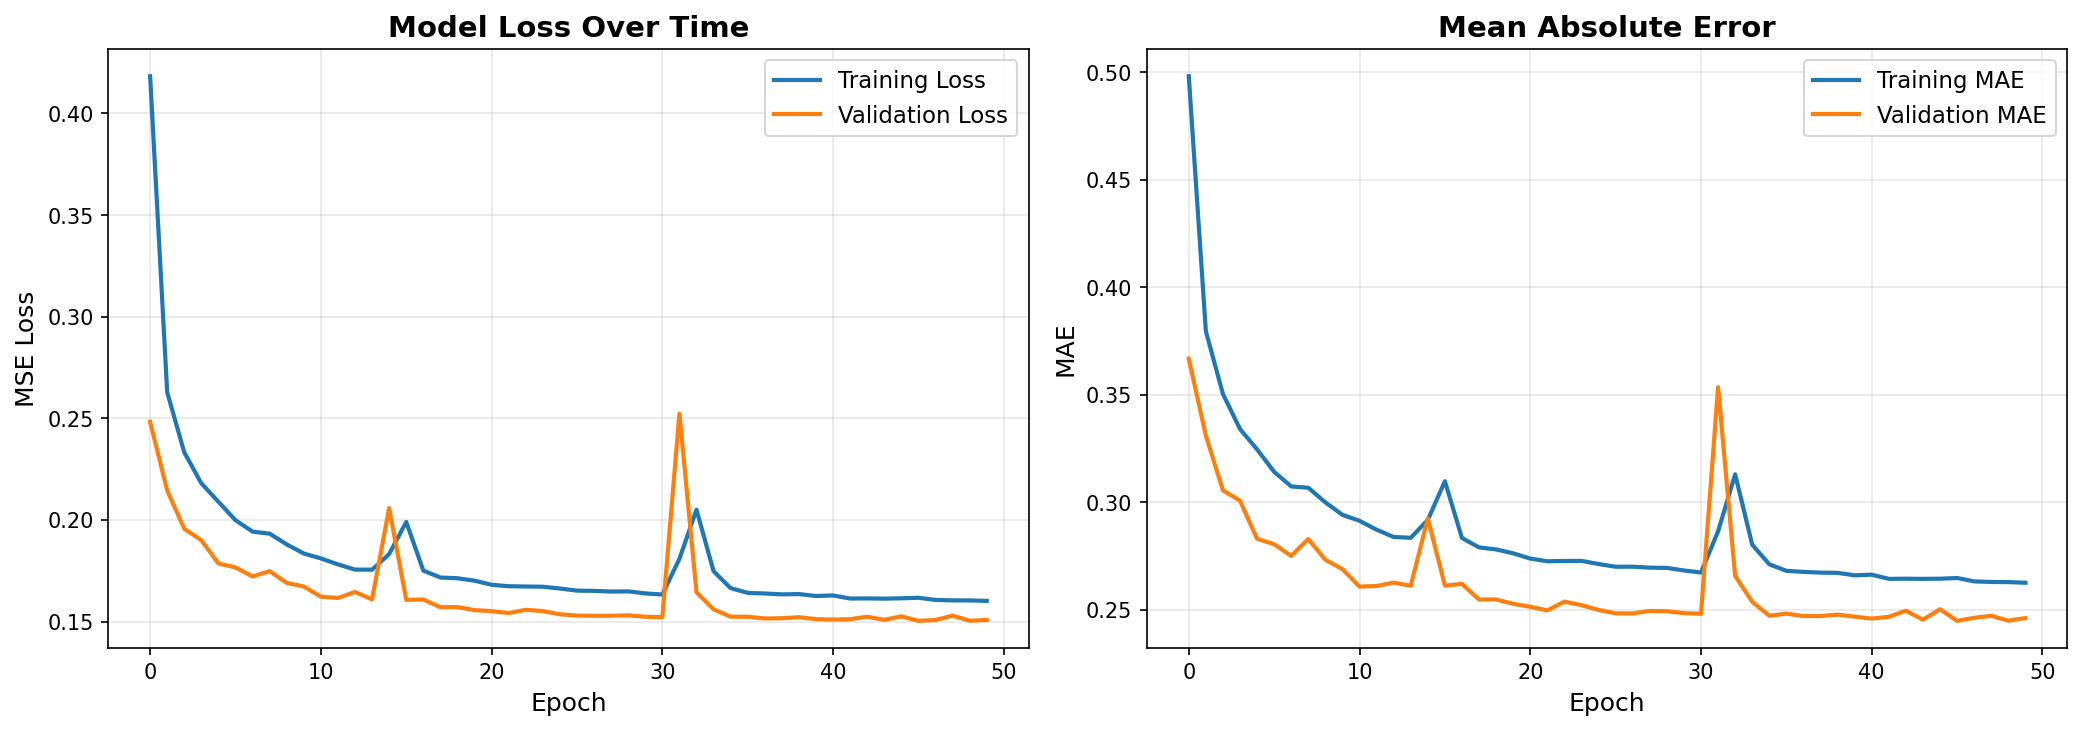 Model Loss Over Time
Training Loss
Validation Loss
0.40
0.35
0.30
0.25
0.20
0.15
MSE Loss
0 10 20 30 40 50
Epoch
Mean Absolute Error
Training MAE
Validation MAE
0.50
0.45
0.40
0.35
0.30
0.25
MAE
0 10 20 30 40 50
Epoch